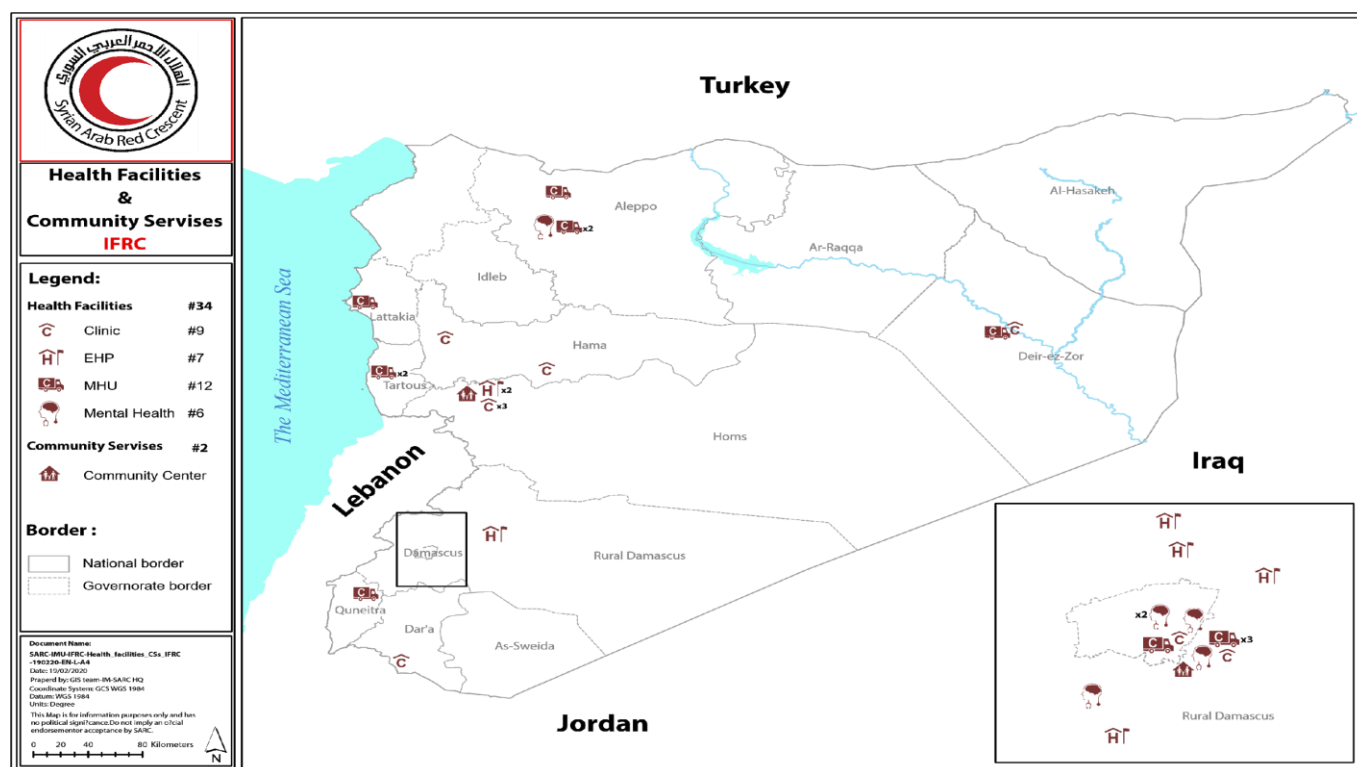 الهلال الأحمر العربي السوري
Syrian Arab Red Crescent
Health Facilities
&
Community Servises
IFRC
Legend:
Health Facilities #34
C Clinic #9
H EHP #7
C MHU #12
Mental Health #6
Community Services #2
Community Center
Border :
National border
Governorate border
Document Name:
SARC-IMU-IFRC-Health_facilities_CSs_IFRC
-190220-EN-L-A4
Date: 19/02/2020
Prepard by: GIS team-IM-SARC HQ
Coordinate System: GCS WGS 1984
Datum: WGS 1984
Units: Degree
This Map is for information purposes only and has
no political signi?cance.Do not imply an o?cial
endorsementor acceptance by SARC.
0 20 40 80 Kilometers
N
Turkey
Al-Hasakeh
C
Aleppo
C x2
Ar-Raqqa
Idleb
The Mediterranean Sea
C
Lattakia
C
Hama
C C
Deir-ez-Zor
C x2
Tartous
C
H x2
C x3
Homs
Iraq
Lebanon
H
Damascus
Rural Damascus
C
Quneitra
Dar'a
As-Sweida
C
Jordan
H
H
H
x2
C
C
C x3
C
H
Rural Damascus